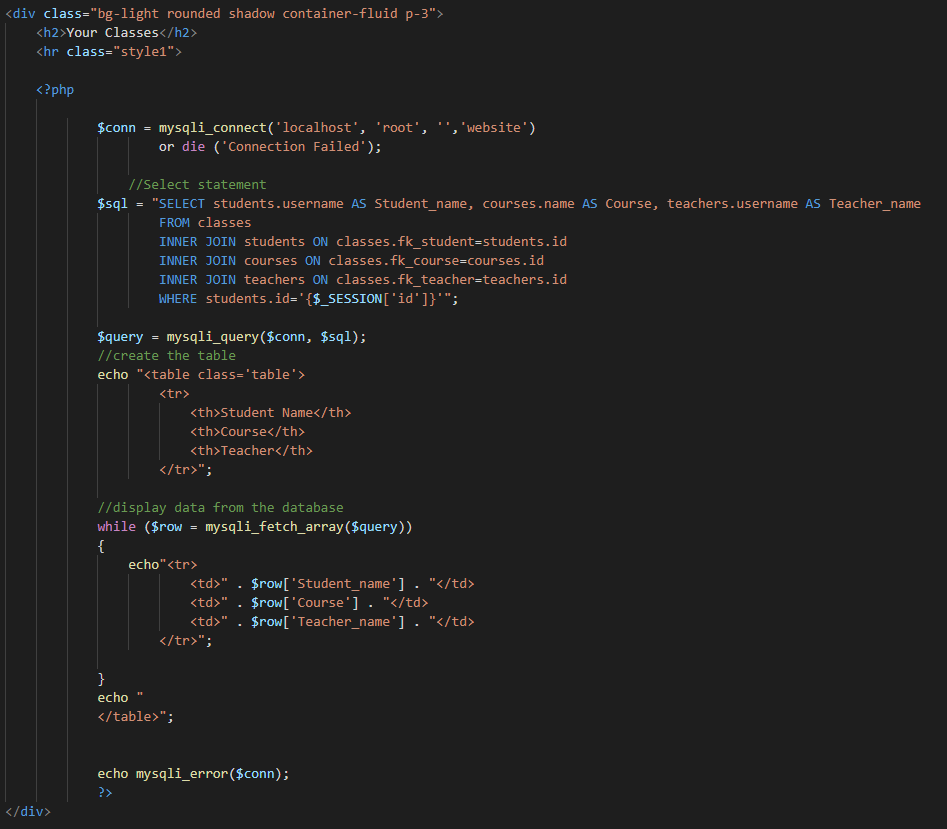 <div class="bg-light rounded shadow container-fluid p-3">
<h2>Your Classes</h2>
<hr class="style1">
<?php
$conn = mysqli_connect('localhost', 'root', '','website')
or die ('Connection Failed');
//Select statement
$sql = "SELECT students.username AS Student_name, courses.name AS Course, teachers.username AS Teacher_name
FROM classes
INNER JOIN students ON classes.fk_student=students.id
INNER JOIN courses ON classes.fk_course=courses.id
INNER JOIN teachers ON classes.fk_teacher=teachers.id
WHERE students.id='{$_SESSION['id']}'";
$query = mysqli_query($conn, $sql);
//create the table
echo "<table class='table'>
<tr>
<th>Student Name</th>
<th>Course</th>
<th>Teacher</th>
</tr>";
//display data from the database
while ($row = mysqli_fetch_array($query))
{
echo"<tr>
<td>" . $row['Student_name'] . "</td>
<td>" . $row['Course'] . "</td>
<td>" . $row['Teacher_name'] . "</td>
</tr>";
}
echo "
</table>";
echo mysqli_error($conn);
?>
</div>